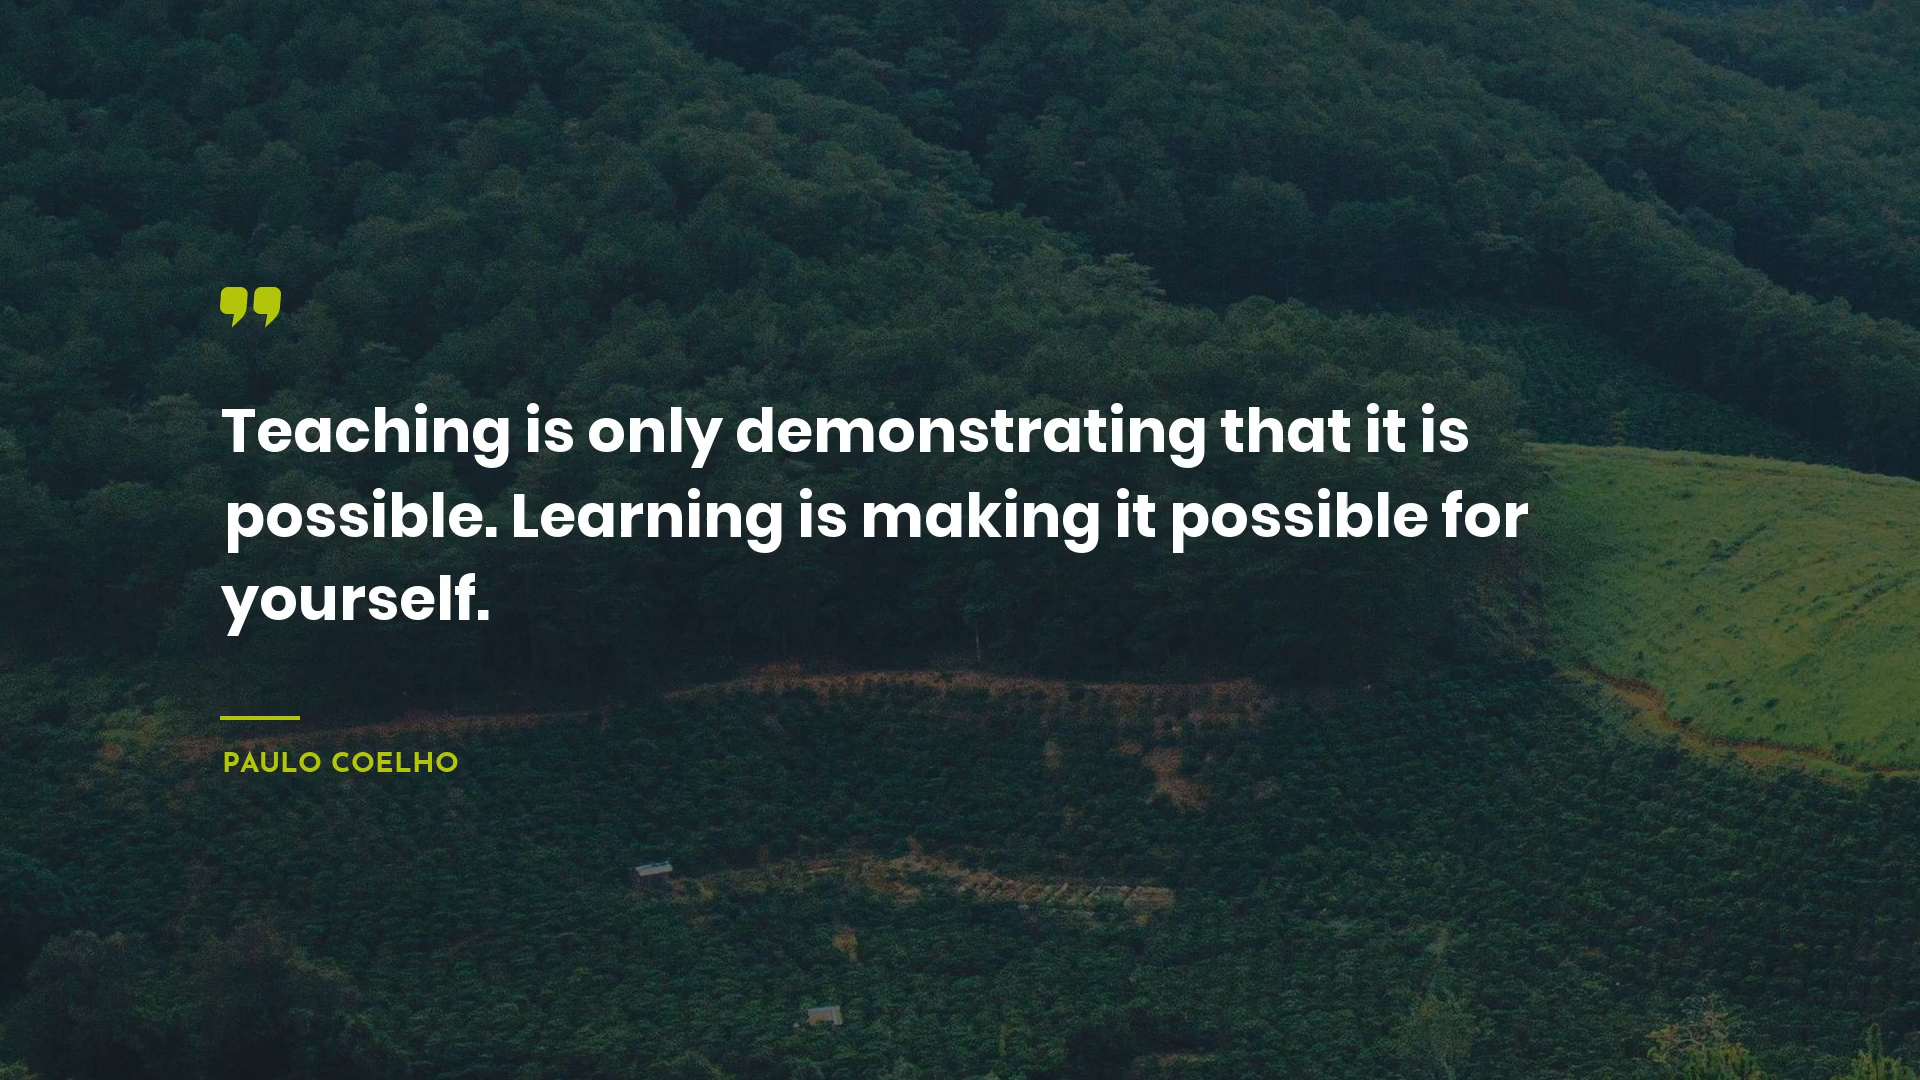 Teaching is only demonstrating that it is
possible. Learning is making it possible for
yourself.
PAULO COELHO